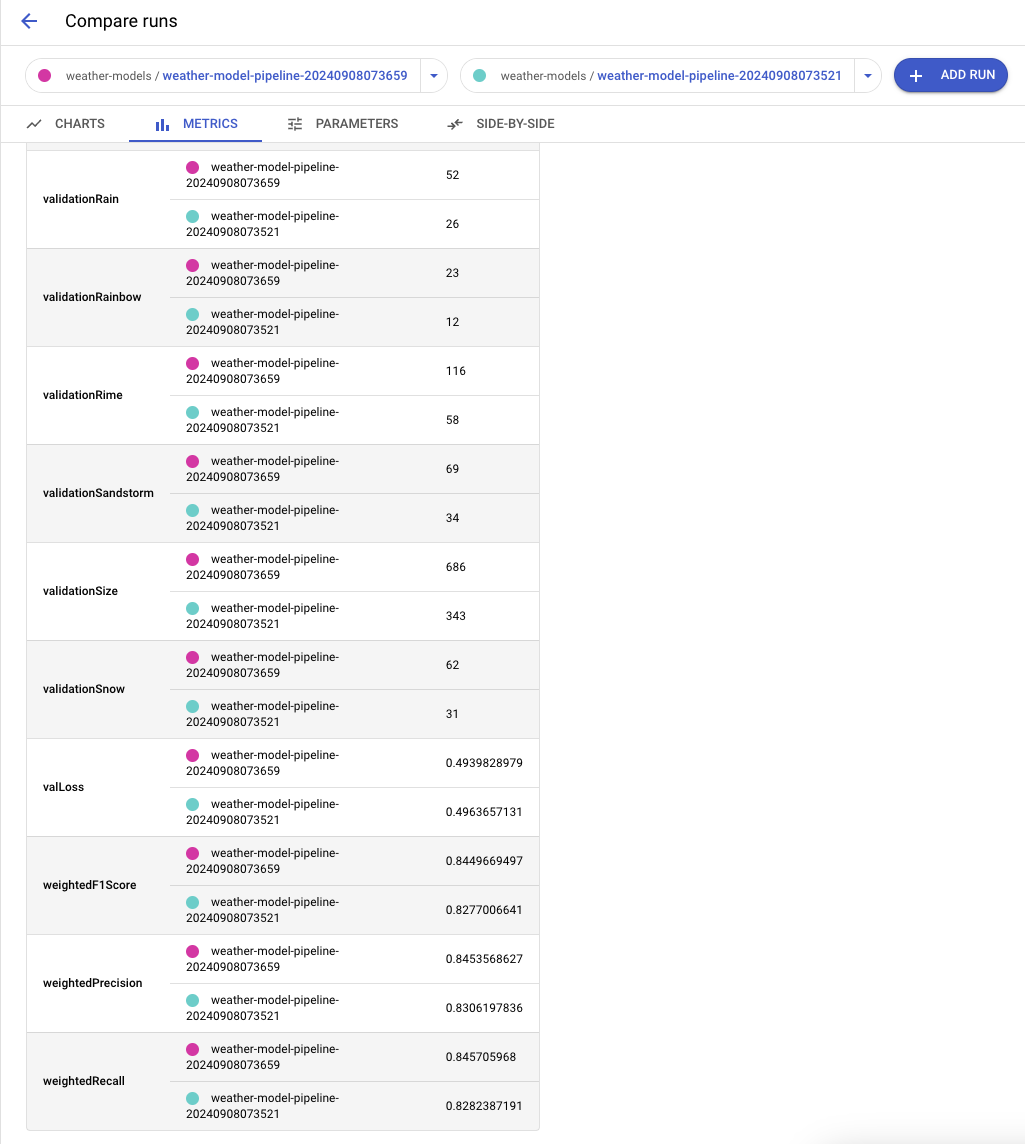 Compare runs
weather-models / weather-model-pipeline-20240908073659
weather-models / weather-model-pipeline-20240908073521
ADD RUN
CHARTS
METRICS
PARAMETERS
SIDE-BY-SIDE
validationRain
weather-model-pipeline-
20240908073659
52
weather-model-pipeline-
20240908073521
26
validationRainbow
weather-model-pipeline-
20240908073659
23
weather-model-pipeline-
20240908073521
12
validationRime
weather-model-pipeline-
20240908073659
116
weather-model-pipeline-
20240908073521
58
validationSandstorm
weather-model-pipeline-
20240908073659
69
weather-model-pipeline-
20240908073521
34
validationSize
weather-model-pipeline-
20240908073659
686
weather-model-pipeline-
20240908073521
343
validationSnow
weather-model-pipeline-
20240908073659
62
weather-model-pipeline-
20240908073521
31
valLoss
weather-model-pipeline-
20240908073659
0.4939828979
weather-model-pipeline-
20240908073521
0.4963657131
weightedF1Score
weather-model-pipeline-
20240908073659
0.8449669497
weather-model-pipeline-
20240908073521
0.8277006641
weightedPrecision
weather-model-pipeline-
20240908073659
0.8453568627
weather-model-pipeline-
20240908073521
0.8306197836
weightedRecall
weather-model-pipeline-
20240908073659
0.845705968
weather-model-pipeline-
20240908073521
0.8282387191